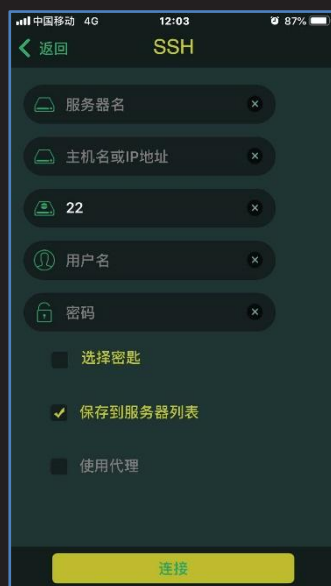 中国移动 4G 12:03 87%
返回 SSH
服务器名
主机名或IP地址
22
用户名
密码
选择密匙
保存到服务器列表
使用代理
连接